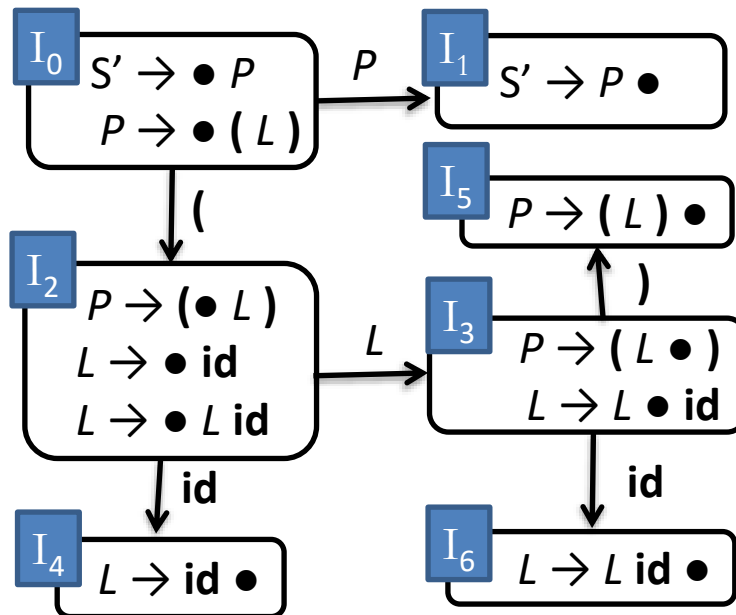 I₀
S’ → ● P
P → ● ( L )
P
I₁
S’ → P ●
(
I₅
P → ( L ) ●
)
I₂
P → (● L )
L → ● id
L → ● L id
L
I₃
P → ( L ● )
L → L ● id
id
id
I₄
L → id ●
I₆
L → L id ●